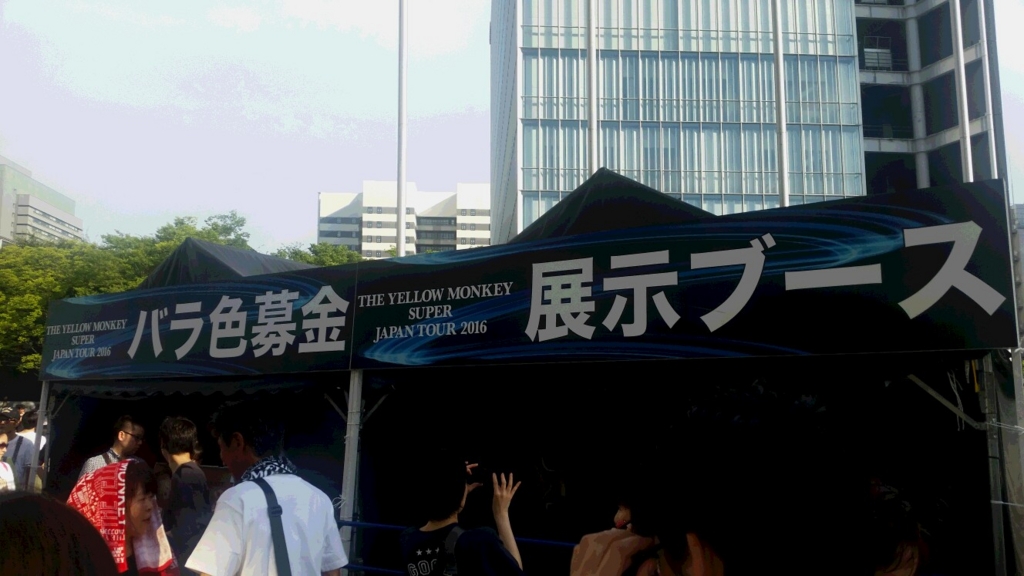 THE YELLOW MONKEY
SUPER
JAPAN TOUR 2016
バラ色募金
THE YELLOW MONKEY
SUPER
JAPAN TOUR 2016
展示ブース